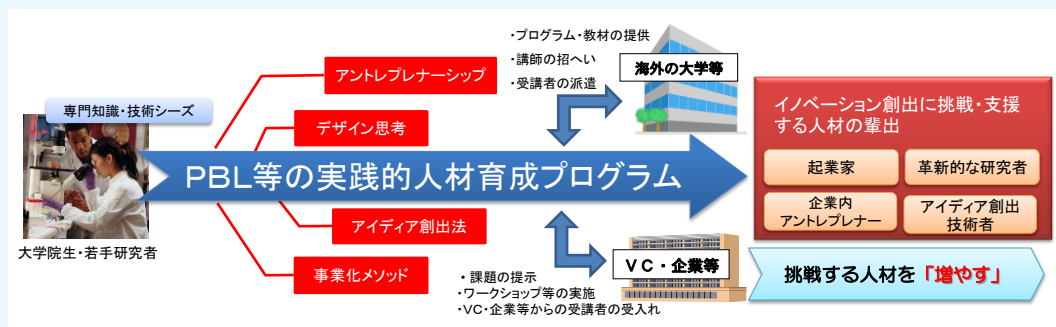 専門知識・技術シーズ
大学院生・若手研究者
アントレプレナーシップ
デザイン思考
PBL等の実践的人材育成プログラム
アイディア創出法
事業化メソッド
・プログラム・教材の提供
・講師の招へい
・受講者の派遣
海外の大学等
・課題の提示
・ワークショップ等の実施
・VC・企業等からの受講者の受入れ
VC・企業等
イノベーション創出に挑戦・支援
する人材の輩出
起業家
革新的な研究者
企業内
アントレプレナー
アイディア創出
技術者
挑戦する人材を「増やす」